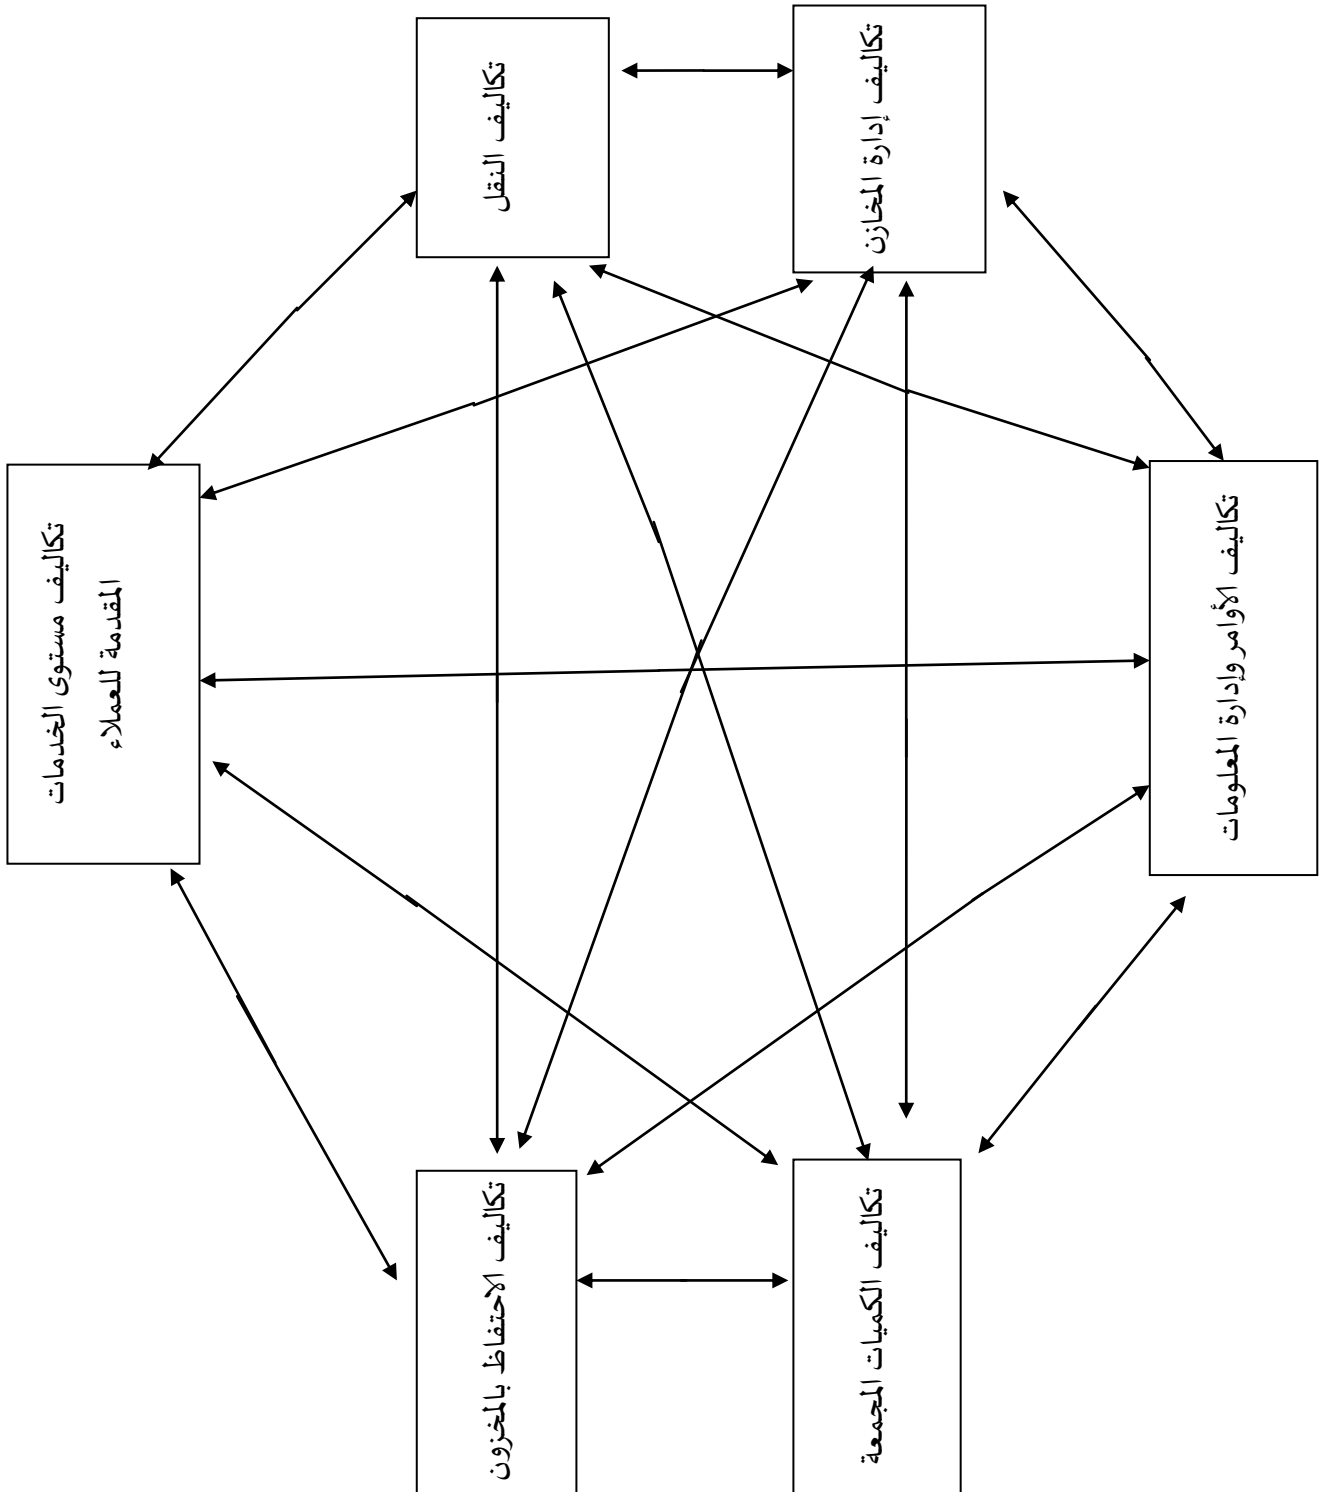 تكاليف مستوى الخدمات
المقدمة للعملاء
تكاليف النقل
تكاليف الاحتفاظ بالمخزون
تكاليف إدارة المخازن
تكاليف الكميات المجمعة
تكاليف الأوامر وإدارة المعلومات